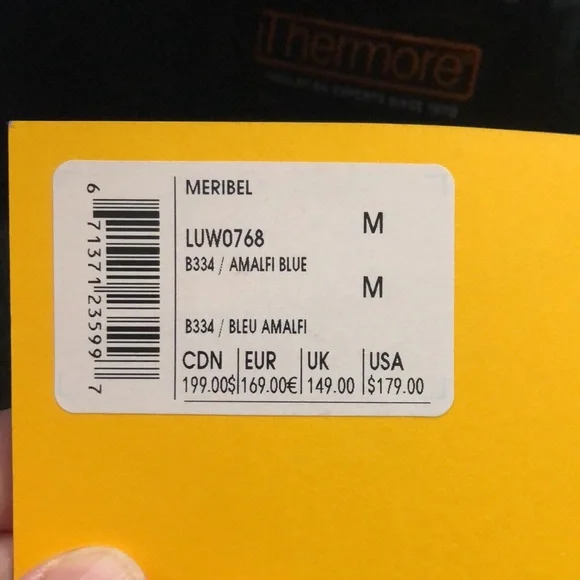 Thermore
MERIBEL
M
LUW0768
B334 / AMALFI BLUE
M
B334 / BLEU AMALFI
CDN | EUR | UK | USA
199.00$ | 169.00€ | 149.00 | $179.00
6 71371 23599 7